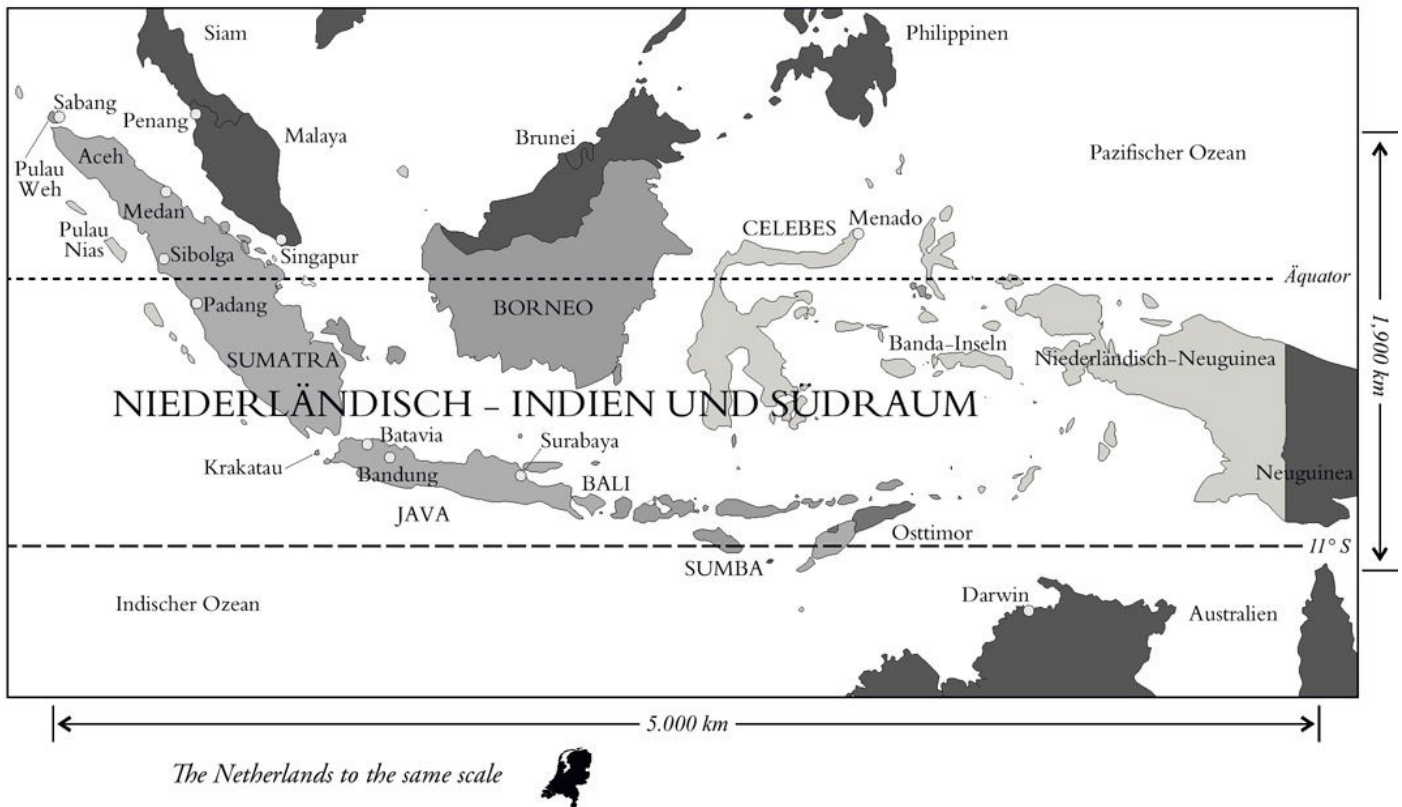 Siam
Philippinen
Sabang
Penang
Malaya
Brunei
Aceh
Pazifischer Ozean
Pulau
Weh
Medan
CELEBES
Menado
Pulau
Nias
Sibolga
Singapur
Äquator
Padang
BORNEO
Banda-Inseln
Niederländisch-Neuguinea
SUMATRA
1,900 km
NIEDERLÄNDISCH - INDIEN UND SÜDRAUM
Batavia
Surabaya
Krakatau
Bandung
BALI
Neuguinea
JAVA
Osttimor
11° S
SUMBA
Indischer Ozean
Darwin
Australien
5.000 km
The Netherlands to the same scale